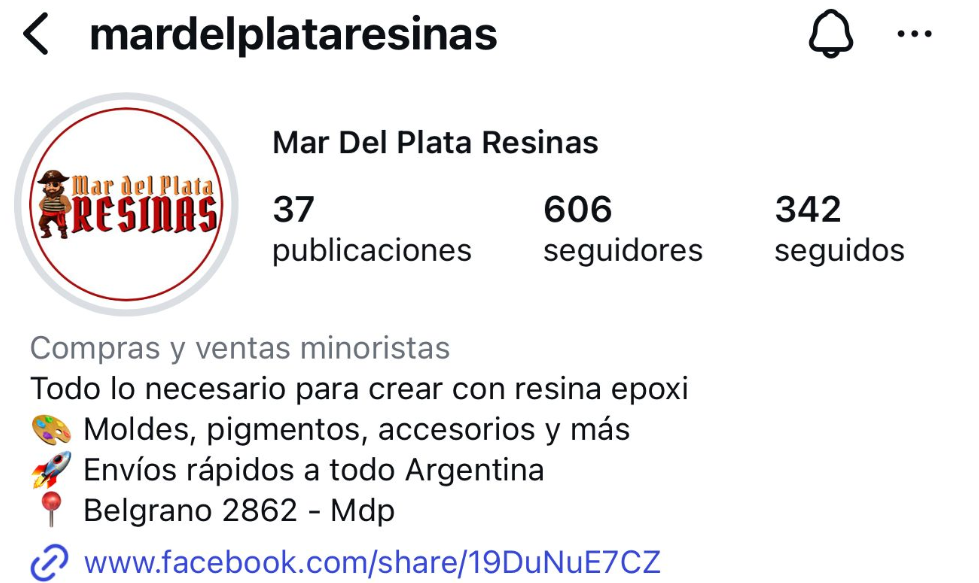 mardelplataresinas
Mar del Plata
RESINAS
Mar Del Plata Resinas
37
publicaciones
606
seguidores
342
seguidos
Compras y ventas minoristas
Todo lo necesario para crear con resina epoxi
🎨 Moldes, pigmentos, accesorios y más
🚀 Envíos rápidos a todo Argentina
📍 Belgrano 2862 - Mdp
www.facebook.com/share/19DuNuE7CZ